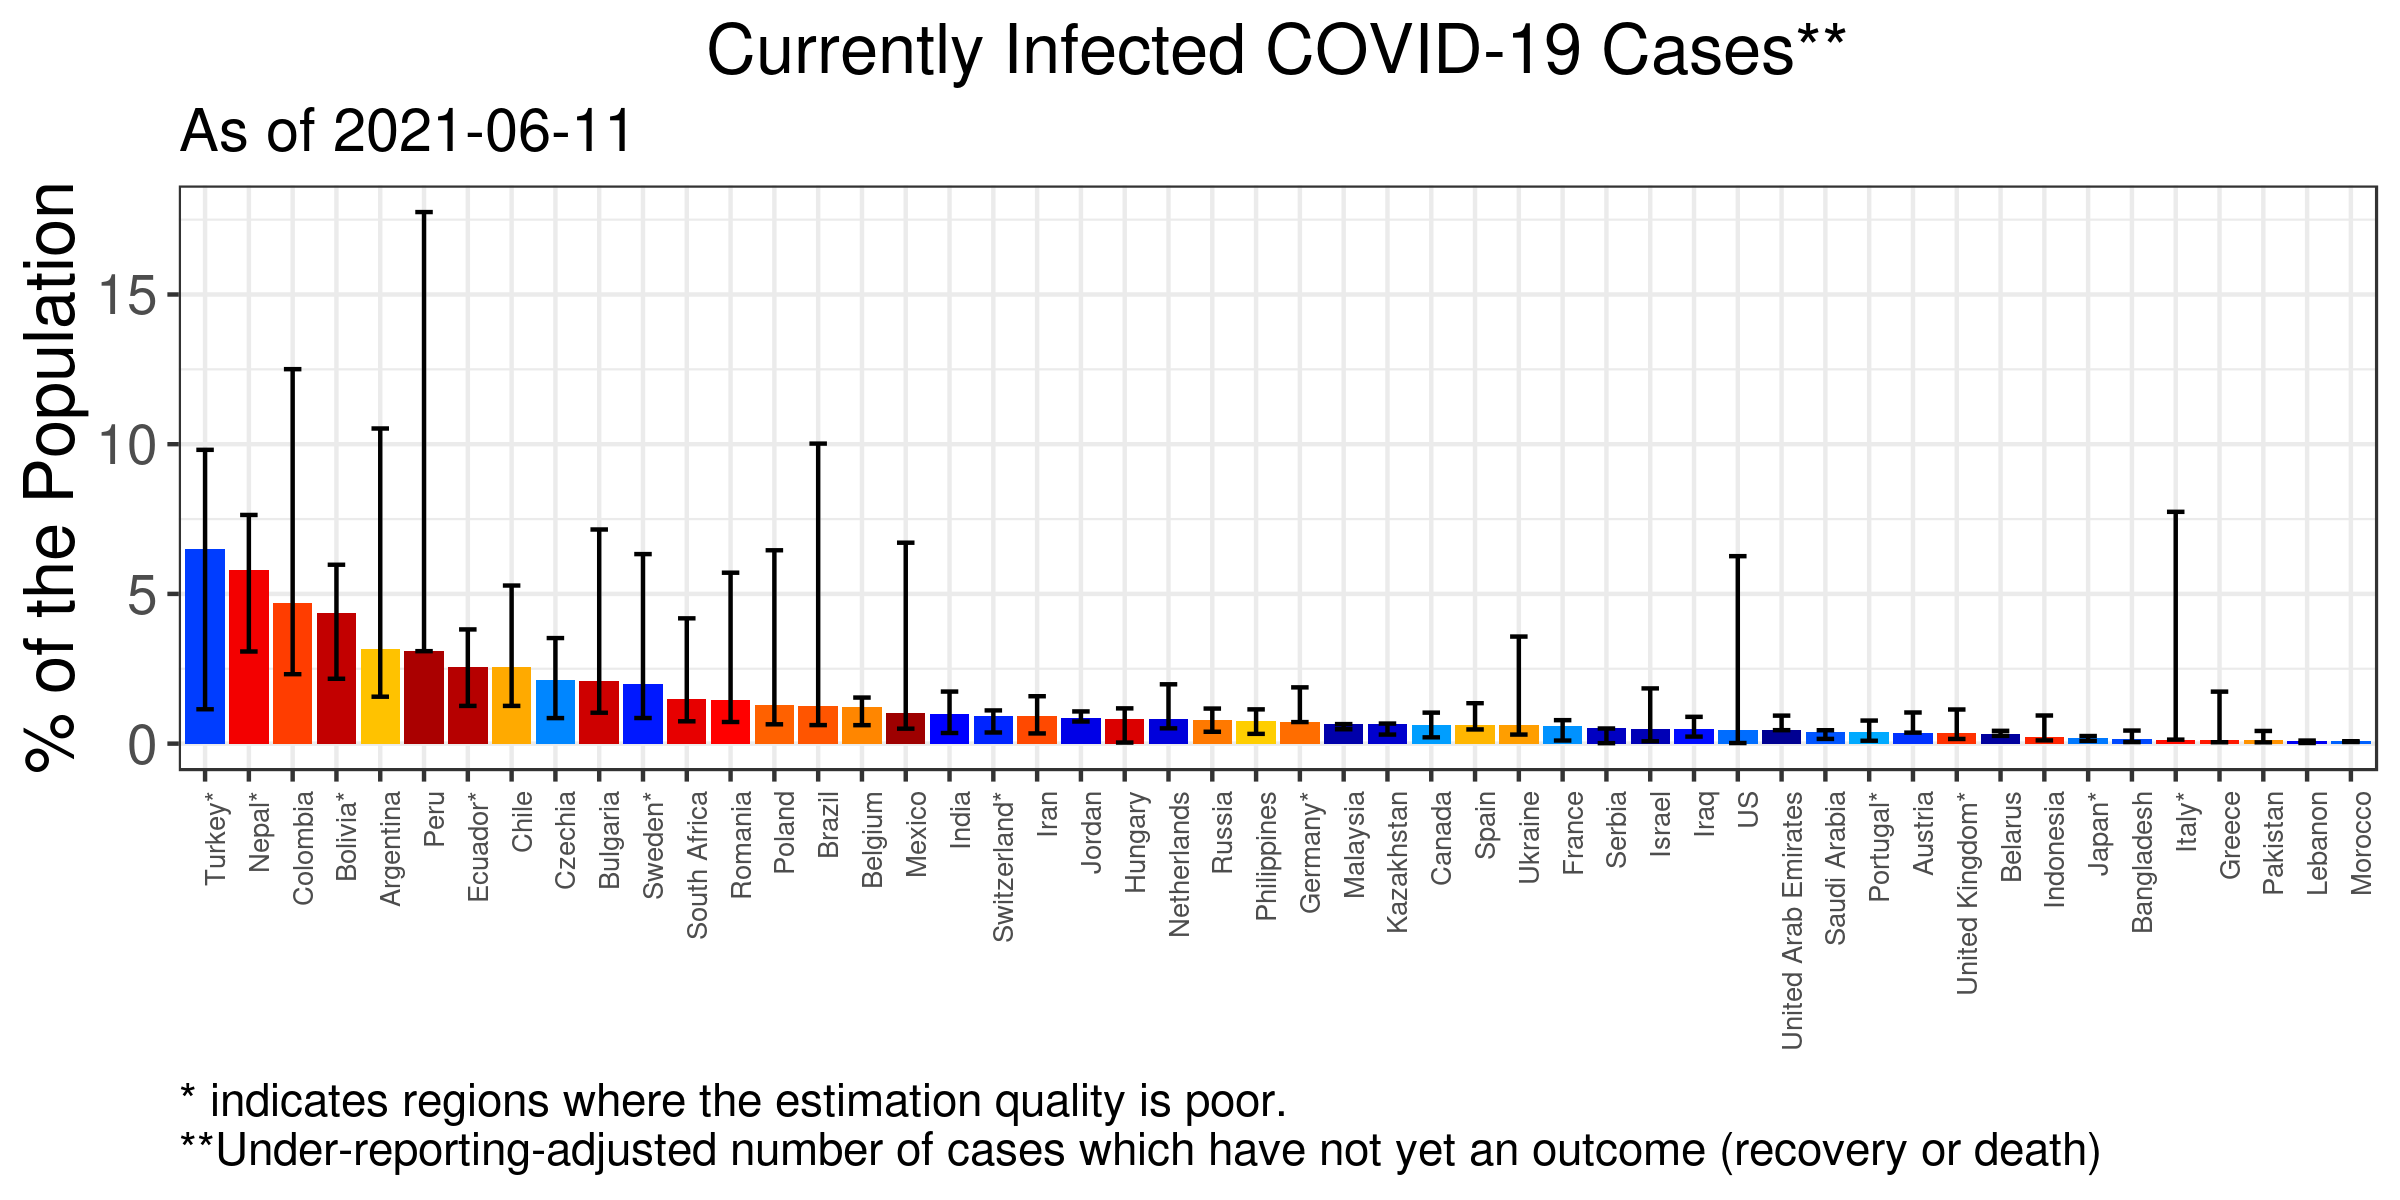 Currently Infected COVID-19 Cases**
As of 2021-06-11
% of the Population
15
10
5
0
Turkey*
Nepal*
Colombia
Bolivia*
Argentina
Peru
Ecuador*
Chile
Czechia
Bulgaria
Sweden*
South Africa
Romania
Poland
Brazil
Belgium
Mexico
India
Switzerland*
Iran
Jordan
Hungary
Netherlands
Russia
Philippines
Germany*
Malaysia
Kazakhstan
Canada
Spain
Ukraine
France
Serbia
Israel
Iraq
US
United Arab Emirates
Saudi Arabia
Portugal*
Austria
United Kingdom*
Belarus
Indonesia
Japan*
Bangladesh
Italy*
Greece
Pakistan
Lebanon
Morocco
* indicates regions where the estimation quality is poor.
**Under-reporting-adjusted number of cases which have not yet an outcome (recovery or death)